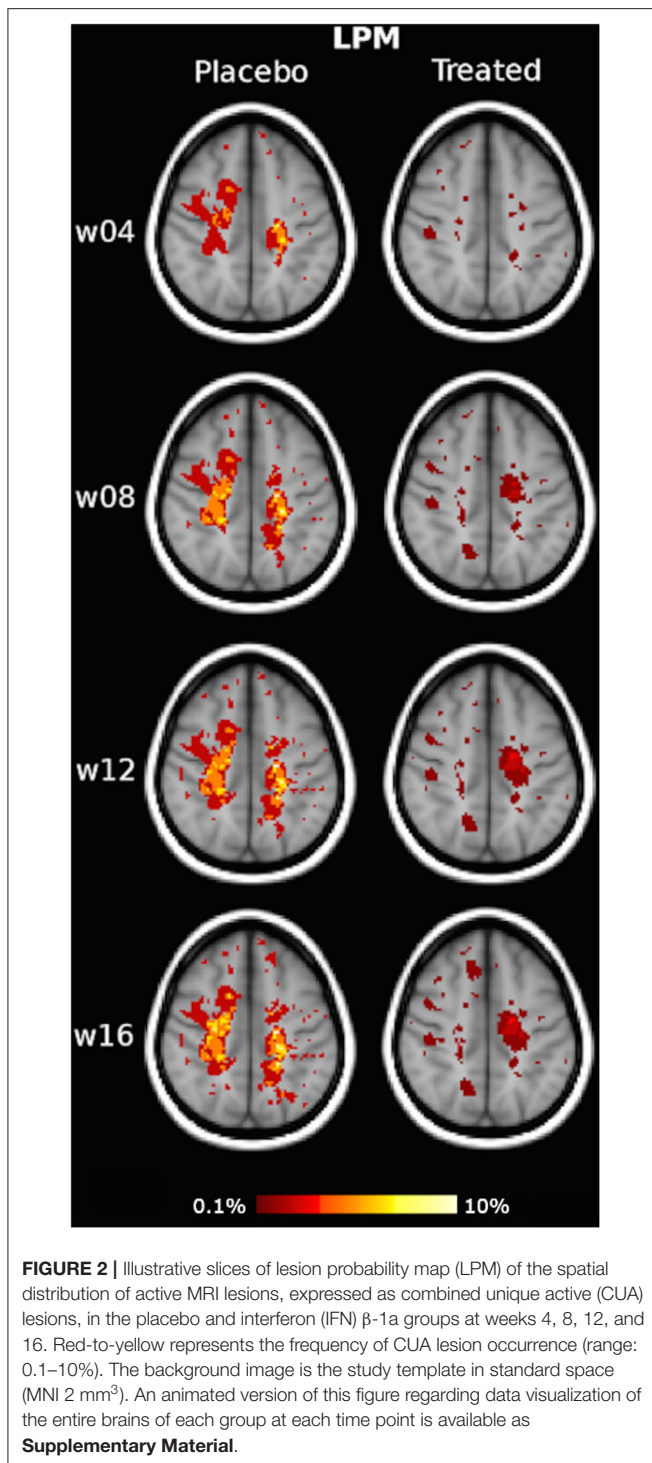 LPM
Placebo Treated
w04
w08
w12
w16
0.1% 10%
FIGURE 2 | Illustrative slices of lesion probability map (LPM) of the spatial
distribution of active MRI lesions, expressed as combined unique active (CUA)
lesions, in the placebo and interferon (IFN) β-1a groups at weeks 4, 8, 12, and
16. Red-to-yellow represents the frequency of CUA lesion occurrence (range:
0.1–10%). The background image is the study template in standard space
(MNI 2 mm³). An animated version of this figure regarding data visualization of
the entire brains of each group at each time point is available as
Supplementary Material.